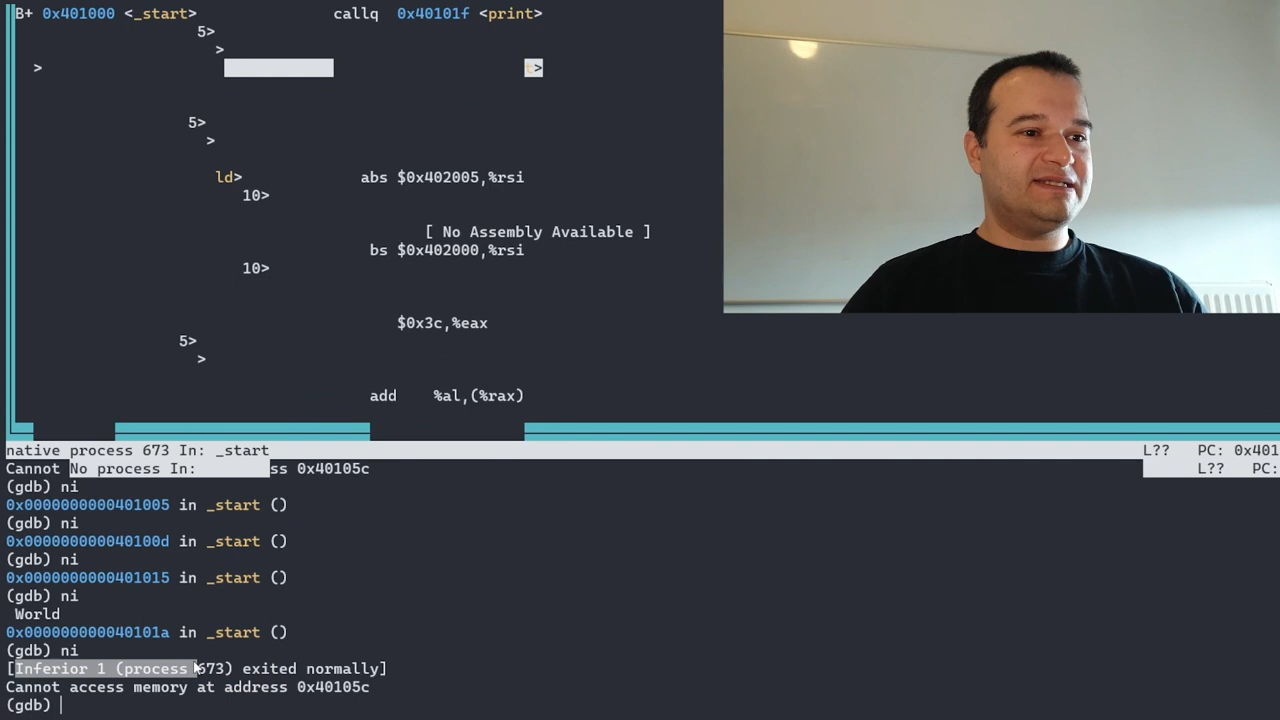 B+ 0x401000 <_start> callq 0x40101f <print>
5>
>
> t>
5>
>
ld> abs $0x402005,%rsi
10>
[ No Assembly Available ]
bs $0x402000,%rsi
10>
$0x3c,%eax
5>
>
add %al,(%rax)
native process 673 In: _start L?? PC: 0x401
Cannot No process In: ss 0x40105c L?? PC:
(gdb) ni
0x0000000000401005 in _start ()
(gdb) ni
0x000000000040100d in _start ()
(gdb) ni
0x0000000000401015 in _start ()
(gdb) ni
World
0x000000000040101a in _start ()
(gdb) ni
[Inferior 1 (process 673) exited normally]
Cannot access memory at address 0x40105c
(gdb)